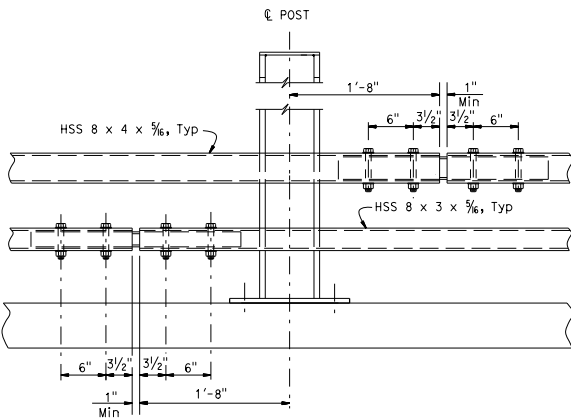 ℄ POST
1'-8"
1"
Min
6"
3½"
3½"
6"
HSS 8 x 4 x 5⁄16, Typ
HSS 8 x 3 x 5⁄16, Typ
6"
3½"
3½"
6"
1"
Min
1'-8"